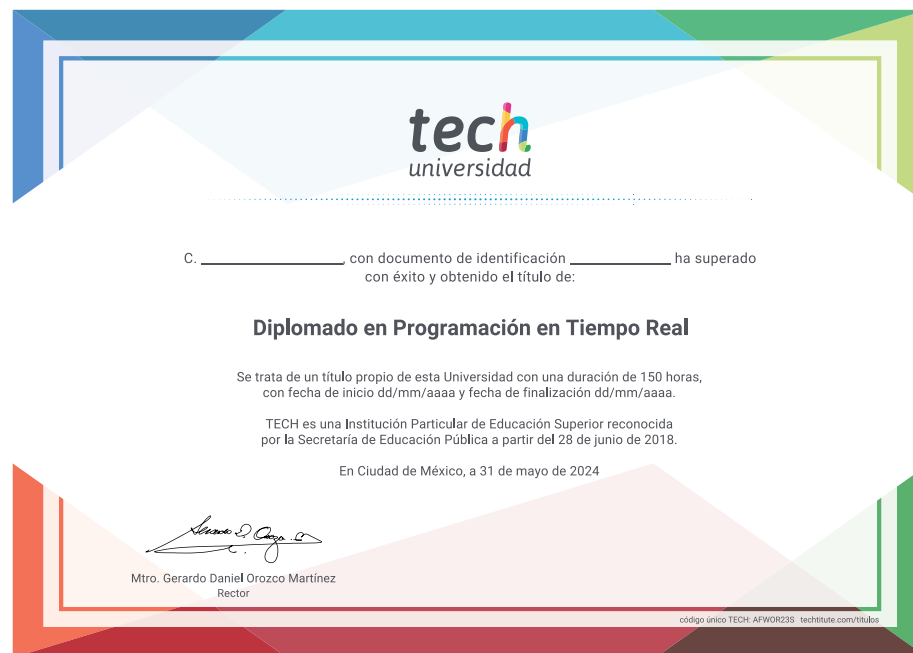 tech
universidad
C. ____________, con documento de identificación ____________ ha superado
con éxito y obtenido el título de:
Diplomado en Programación en Tiempo Real
Se trata de un título propio de esta Universidad con una duración de 150 horas,
con fecha de inicio dd/mm/aaaa y fecha de finalización dd/mm/aaaa.
TECH es una Institución Particular de Educación Superior reconocida
por la Secretaría de Educación Pública a partir del 28 de junio de 2018.
En Ciudad de México, a 31 de mayo de 2024
Mtro. Gerardo Daniel Orozco Martínez
Rector
código único TECH: AFWOR23S techtitute.com/titulos